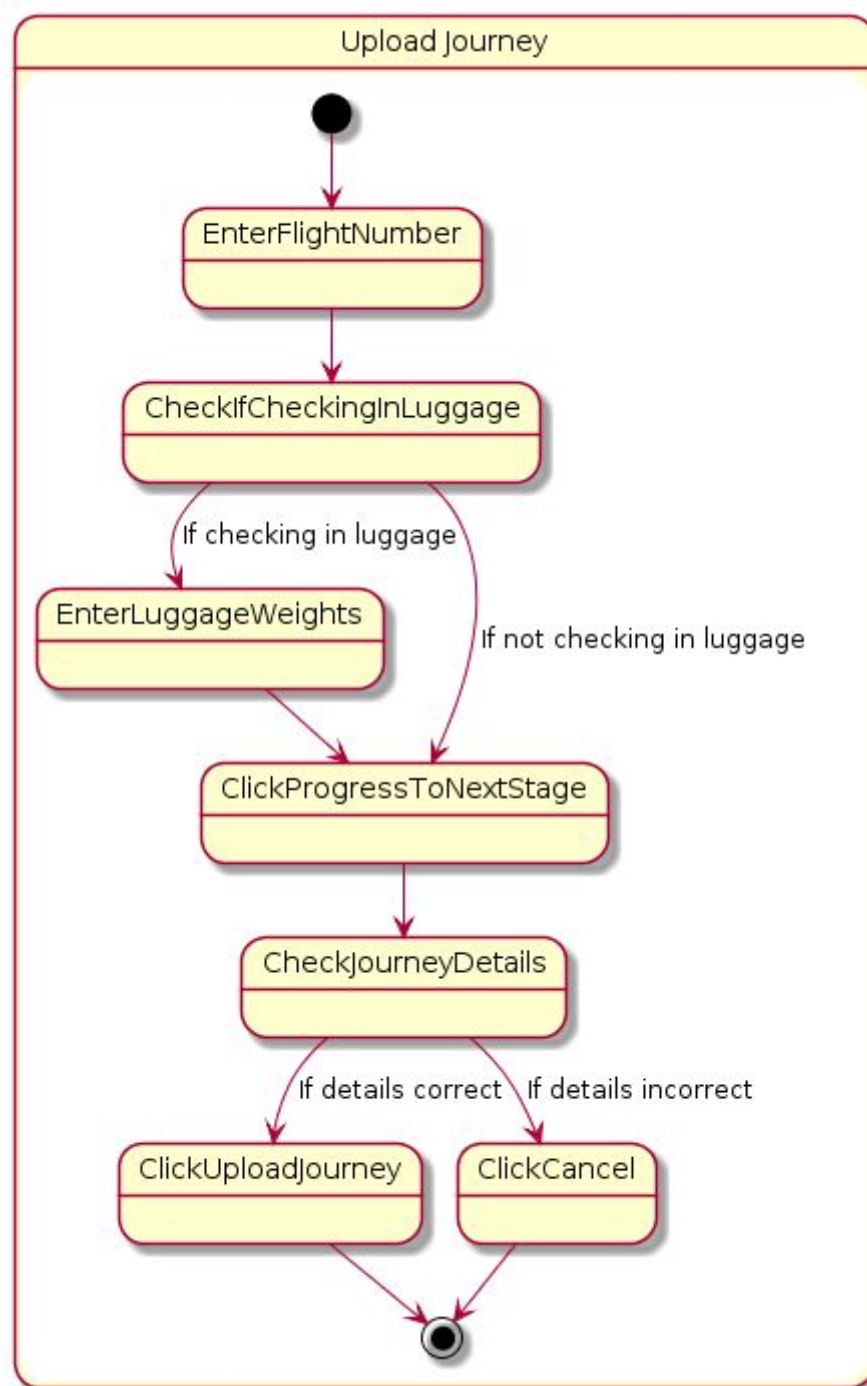 Upload Journey
EnterFlightNumber
CheckIfCheckingInLuggage
If checking in luggage
EnterLuggageWeights
If not checking in luggage
ClickProgressToNextStage
CheckJourneyDetails
If details correct
If details incorrect
ClickUploadJourney
ClickCancel